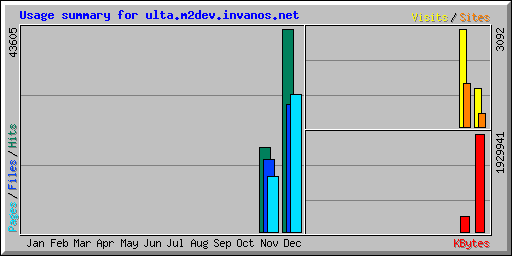 Usage summary for ulta.m2dev.invanos.net
Visits/Sites
43605
3092
Pages/Files/Hits
1929941
Jan Feb Mar Apr May Jun Jul Aug Sep Oct Nov Dec
KBytes